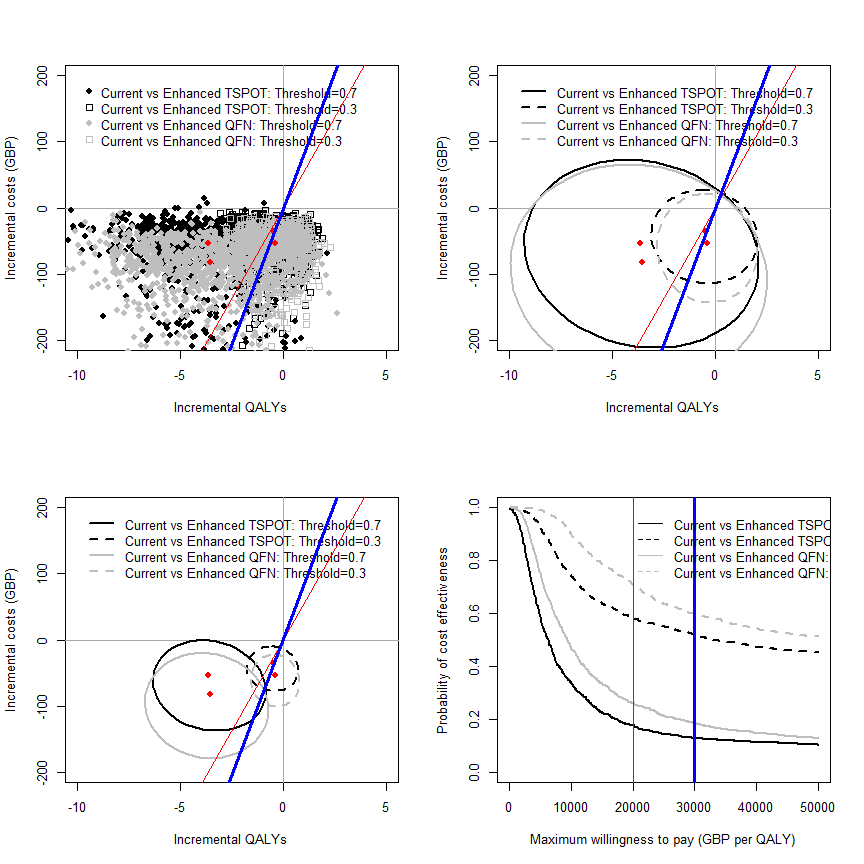 Current vs Enhanced TSPOT: Threshold=0.7
Current vs Enhanced TSPOT: Threshold=0.3
Current vs Enhanced QFN: Threshold=0.7
Current vs Enhanced QFN: Threshold=0.3
Incremental costs (GBP)
200
100
0
-100
-200
-10
-5
0
5
Incremental QALYs
Current vs Enhanced TSPOT: Threshold=0.7
Current vs Enhanced TSPOT: Threshold=0.3
Current vs Enhanced QFN: Threshold=0.7
Current vs Enhanced QFN: Threshold=0.3
Incremental costs (GBP)
200
100
0
-100
-200
-10
-5
0
5
Incremental QALYs
Current vs Enhanced TSPOT: Threshold=0.7
Current vs Enhanced TSPOT: Threshold=0.3
Current vs Enhanced QFN: Threshold=0.7
Current vs Enhanced QFN: Threshold=0.3
Incremental costs (GBP)
200
100
0
-100
-200
-10
-5
0
5
Incremental QALYs
Current vs Enhanced TSPO
Current vs Enhanced TSPO
Current vs Enhanced QFN:
Current vs Enhanced QFN:
Probability of cost effectiveness
1.0
0.8
0.6
0.4
0.2
0.0
0
10000
20000
30000
40000
50000
Maximum willingness to pay (GBP per QALY)